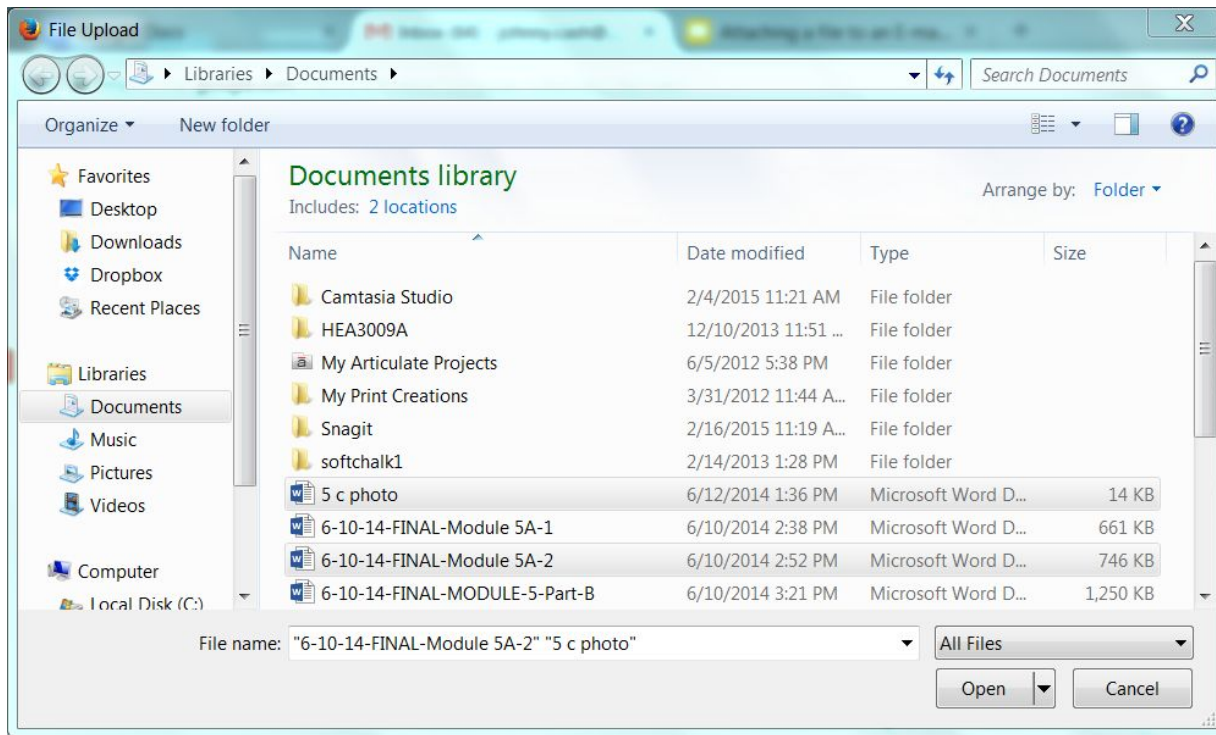 File Upload
Libraries Documents
Search Documents
Organize New folder
Favorites
Desktop
Downloads
Dropbox
Recent Places
Libraries
Documents
Music
Pictures
Videos
Computer
Local Disk (C:)
Documents library
Includes: 2 locations
Arrange by: Folder
Name Date modified Type Size
Camtasia Studio 2/4/2015 11:21 AM File folder
HEA3009A 12/10/2013 11:51 ... File folder
My Articulate Projects 6/5/2012 5:38 PM File folder
My Print Creations 3/31/2012 11:44 A... File folder
Snagit 2/16/2015 11:19 A... File folder
softchalk1 2/14/2013 1:28 PM File folder
5 c photo 6/12/2014 1:36 PM Microsoft Word D... 14 KB
6-10-14-FINAL-Module 5A-1 6/10/2014 2:38 PM Microsoft Word D... 661 KB
6-10-14-FINAL-Module 5A-2 6/10/2014 2:52 PM Microsoft Word D... 746 KB
6-10-14-FINAL-MODULE-5-Part-B 6/10/2014 3:21 PM Microsoft Word D... 1,250 KB
File name: "6-10-14-FINAL-Module 5A-2" "5 c photo"
All Files
Open Cancel